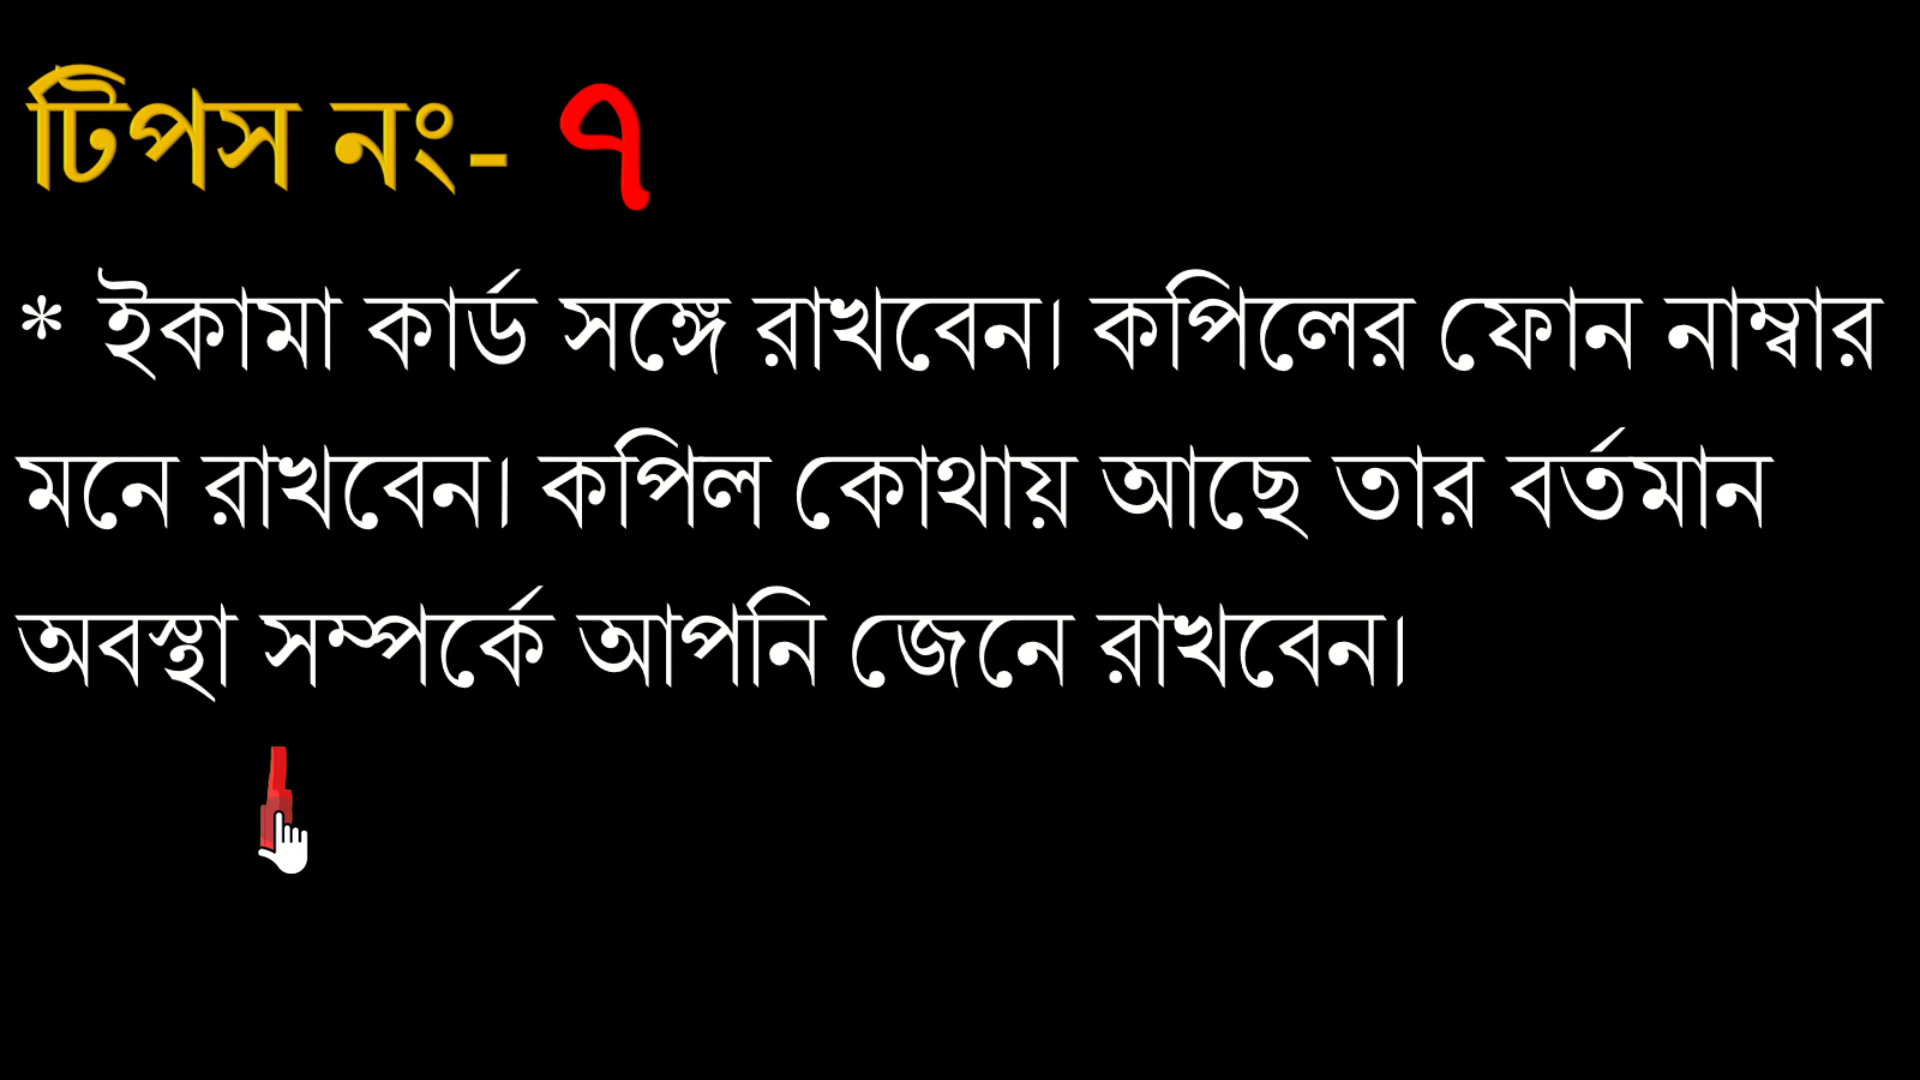 টিপস নং- ৭
* ইকামা কার্ড সঙ্গে রাখবেন। কপিলের ফোন নাম্বার
মনে রাখবেন। কপিল কোথায় আছে তার বর্তমান
অবস্থা সম্পর্কে আপনি জেনে রাখবেন।